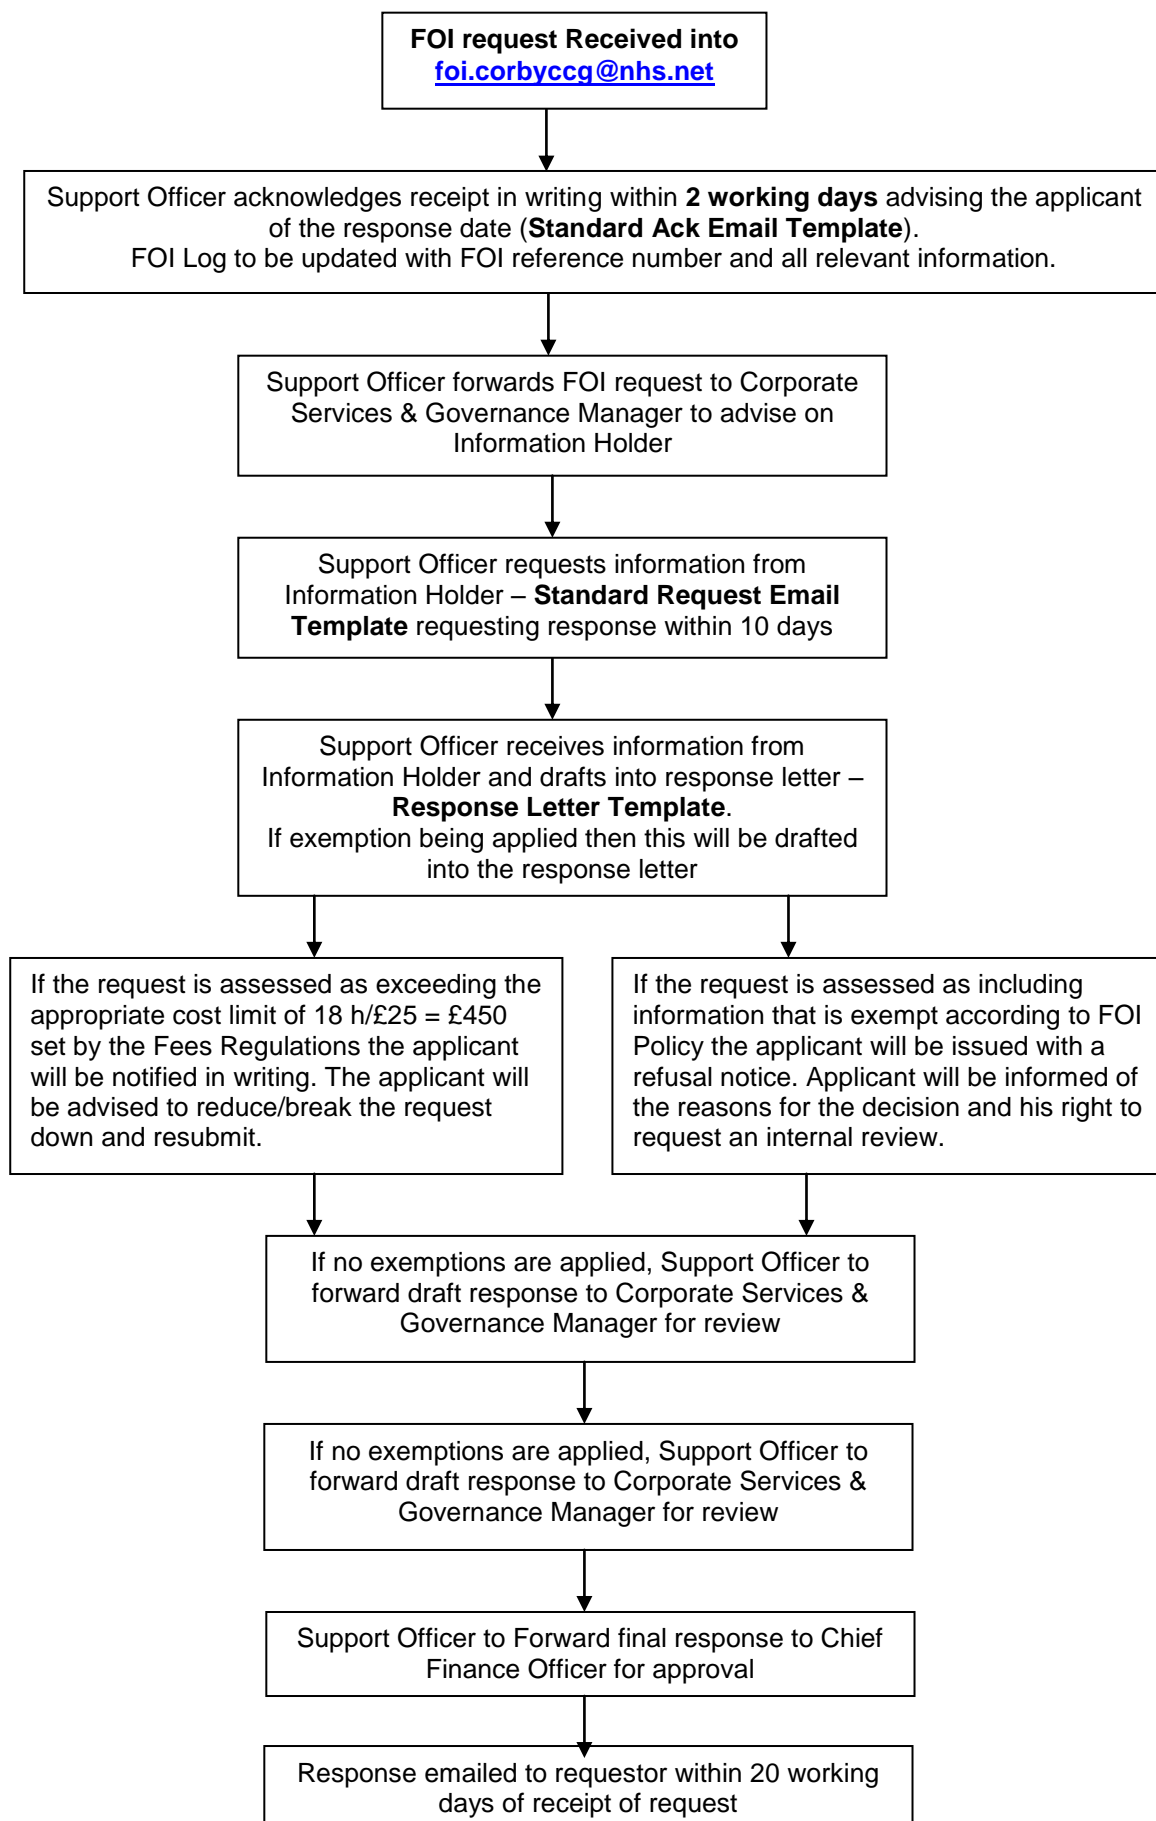 FOI request Received into
foi.corbyccg@nhs.net
Support Officer acknowledges receipt in writing within 2 working days advising the applicant
of the response date (Standard Ack Email Template).
FOI Log to be updated with FOI reference number and all relevant information.
Support Officer forwards FOI request to Corporate
Services & Governance Manager to advise on
Information Holder
Support Officer requests information from
Information Holder – Standard Request Email
Template requesting response within 10 days
Support Officer receives information from
Information Holder and drafts into response letter –
Response Letter Template.
If exemption being applied then this will be drafted
into the response letter
If the request is assessed as exceeding the
appropriate cost limit of 18 h/£25 = £450
set by the Fees Regulations the applicant
will be notified in writing. The applicant will
be advised to reduce/break the request
down and resubmit.
If the request is assessed as including
information that is exempt according to FOI
Policy the applicant will be issued with a
refusal notice. Applicant will be informed of
the reasons for the decision and his right to
request an internal review.
If no exemptions are applied, Support Officer to
forward draft response to Corporate Services &
Governance Manager for review
If no exemptions are applied, Support Officer to
forward draft response to Corporate Services &
Governance Manager for review
Support Officer to Forward final response to Chief
Finance Officer for approval
Response emailed to requestor within 20 working
days of receipt of request